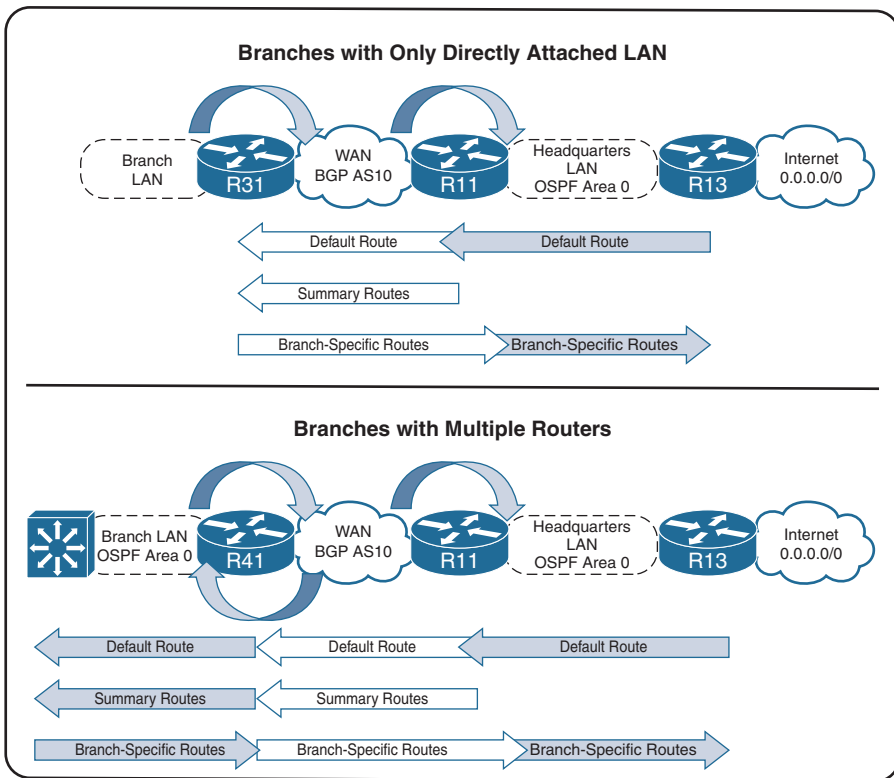 Branches with Only Directly Attached LAN
Branch
LAN
R31
WAN
BGP AS10
R11
Headquarters
LAN
OSPF Area 0
R13
Internet
0.0.0.0/0
Default Route
Default Route
Summary Routes
Branch-Specific Routes
Branch-Specific Routes
Branches with Multiple Routers
Branch LAN
OSPF Area 0
R41
WAN
BGP AS10
R11
Headquarters
LAN
OSPF Area 0
R13
Internet
0.0.0.0/0
Default Route
Default Route
Default Route
Summary Routes
Summary Routes
Branch-Specific Routes
Branch-Specific Routes
Branch-Specific Routes